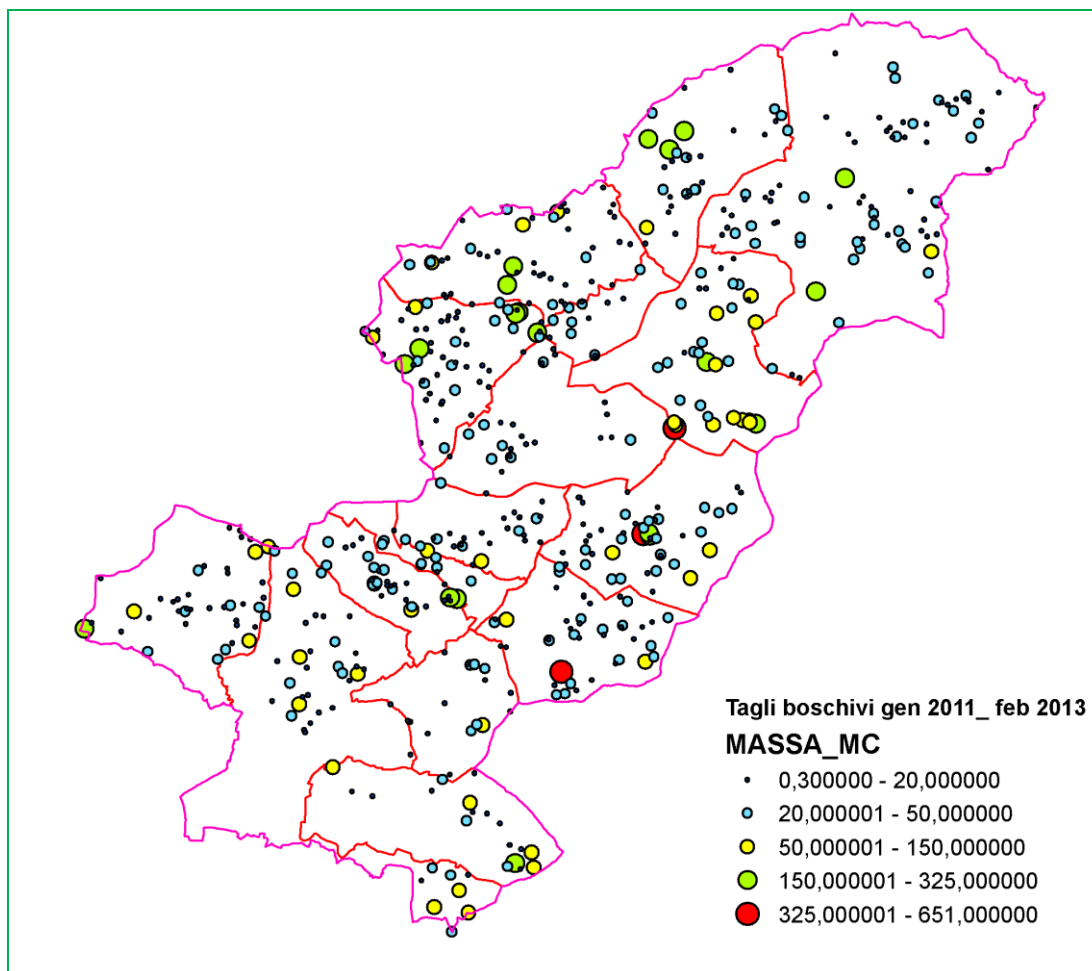 Tagli boschivi gen 2011_ feb 2013
MASSA_MC
0,300000 - 20,000000
20,000001 - 50,000000
50,000001 - 150,000000
150,000001 - 325,000000
325,000001 - 651,000000